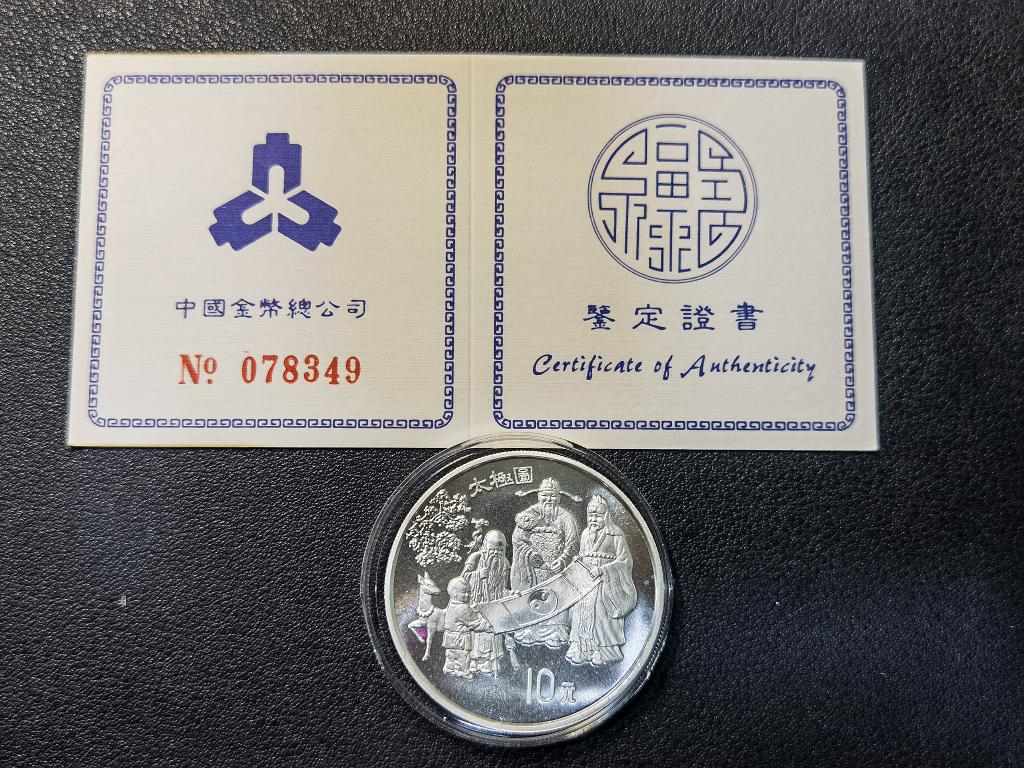 中國金幣總公司
Nº 078349
鑒定證書
Certificate of Authenticity
太極圖
10元